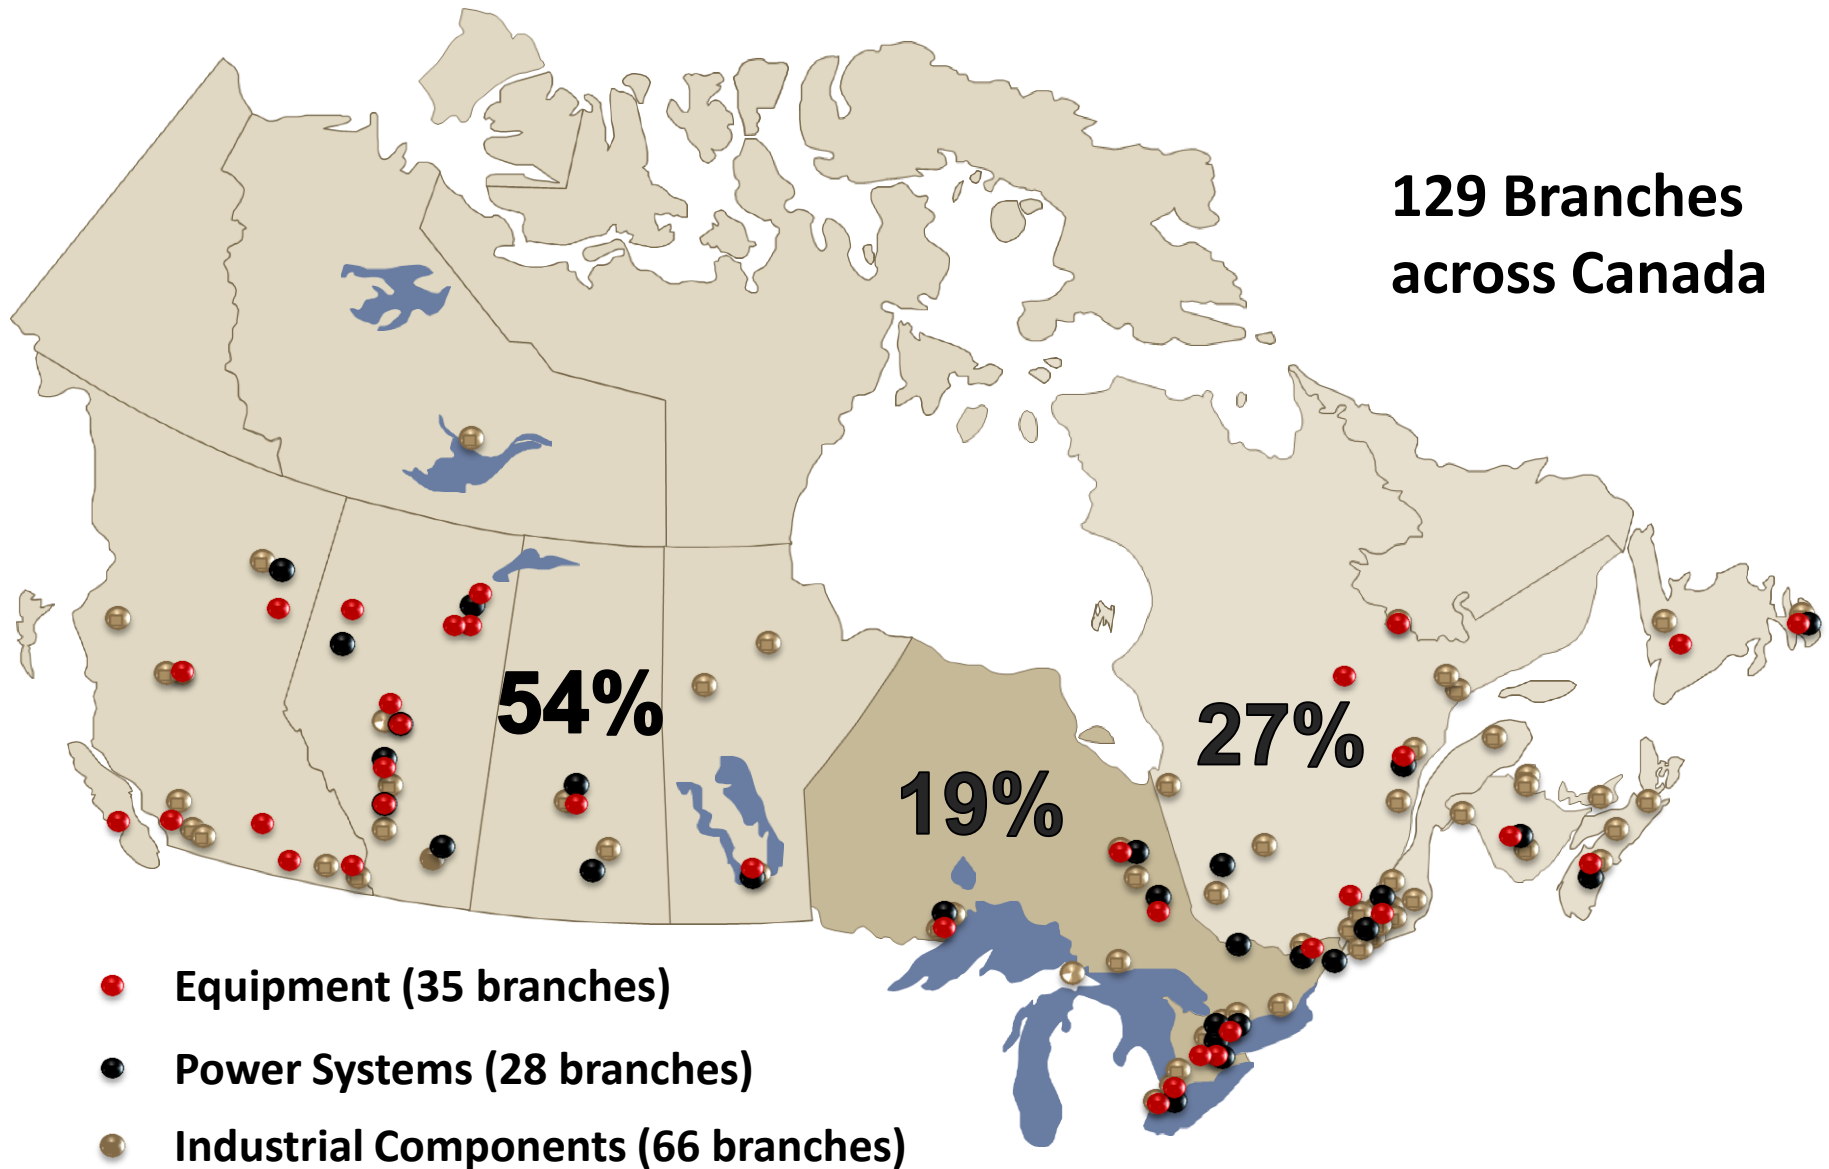 129 Branches
across Canada
54%
27%
19%
Equipment (35 branches)
Power Systems (28 branches)
Industrial Components (66 branches)